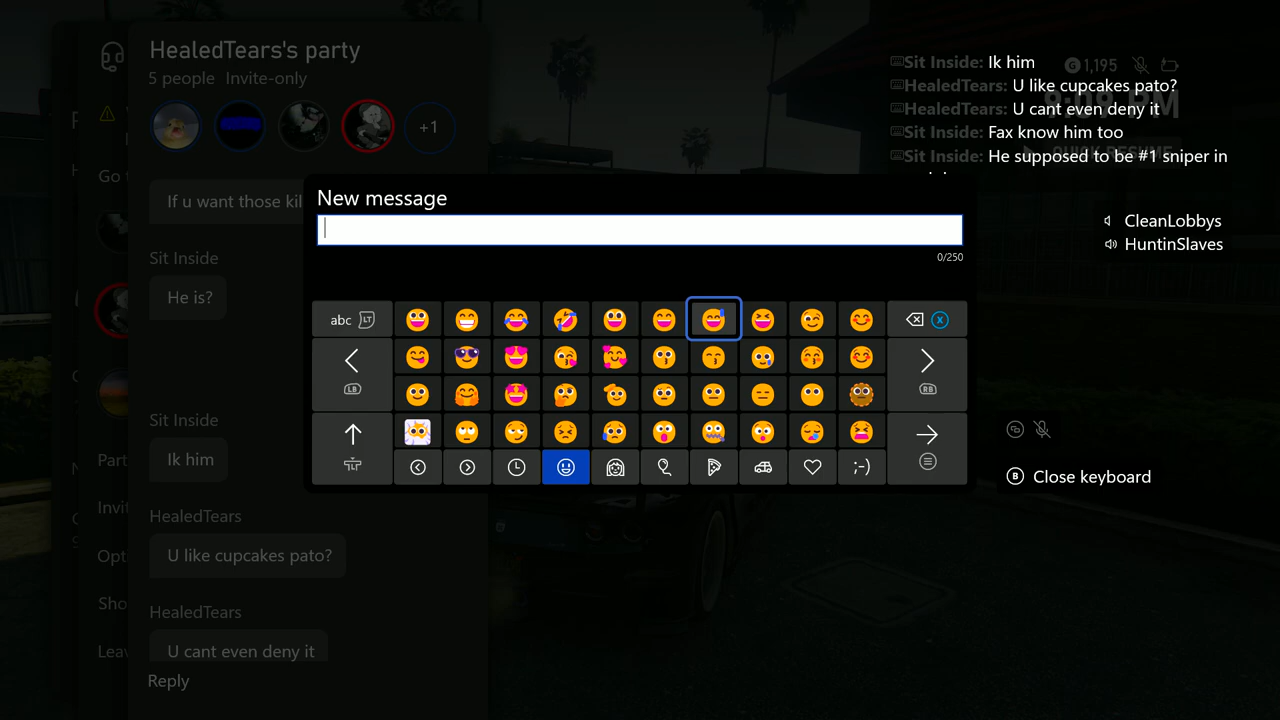 HealedTears's party
5 people Invite-only
+1
Go
If u want those kil
Sit Inside
He is?
Sit Inside
Ik him
Part
HealedTears
Invit
U like cupcakes pato?
Opt
Sho
HealedTears
U cant even deny it
Leav
Reply
Sit Inside: Ik him
G 1,195
HealedTears: U like cupcakes pato?
HealedTears: U cant even deny it
Sit Inside: Fax know him too
Sit Inside: He supposed to be #1 sniper in
QUICK RESUME
CleanLobbys
HuntinSlaves
New message
0/250
abc LT
X
LB
RB
;-)
B Close keyboard